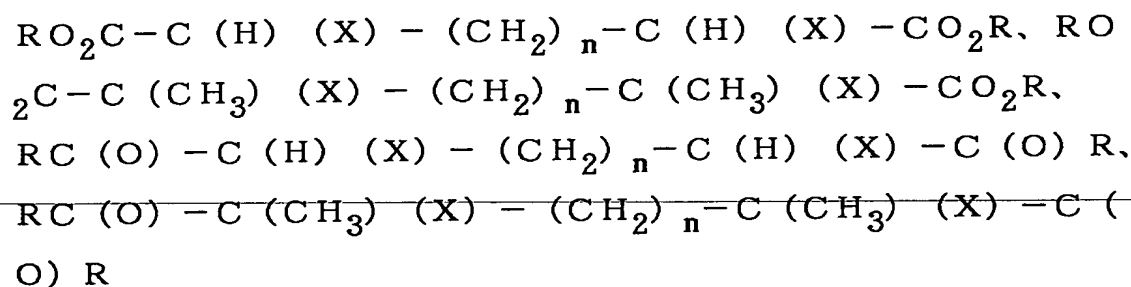 RO₂C−C (H) (X) − (CH₂) ₙ−C (H) (X) −CO₂R、RO
₂C−C (CH₃) (X) − (CH₂) ₙ−C (CH₃) (X) −CO₂R、
RC (O) −C (H) (X) − (CH₂) ₙ−C (H) (X) −C (O) R、
RC (O) −C (CH₃) (X) − (CH₂) ₙ−C (CH₃) (X) −C (
O) R